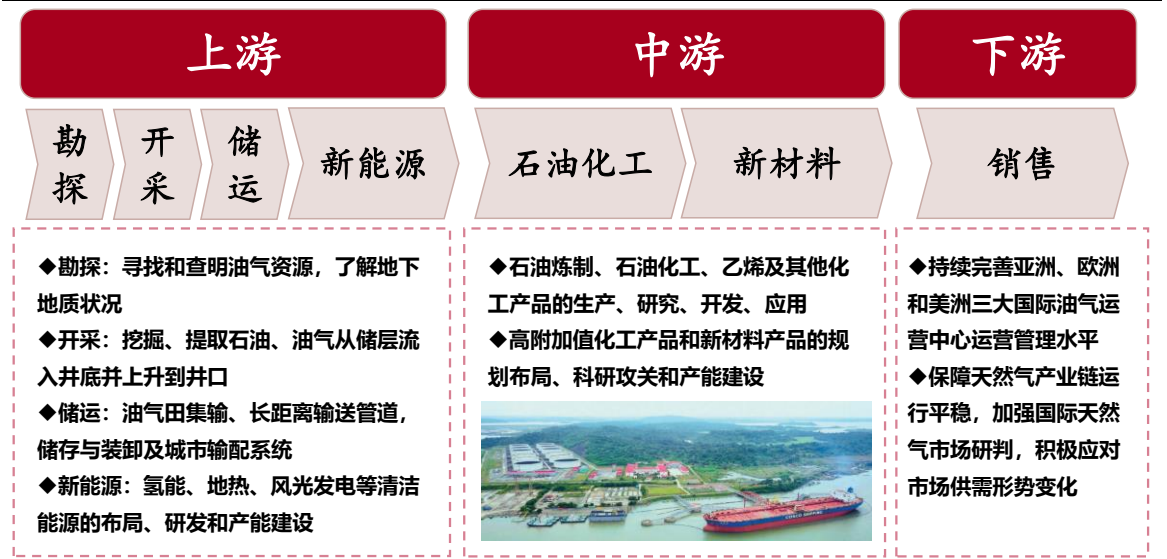 上游
中游
下游
勘
探
开
采
储
运
新能源
石油化工
新材料
销售
◆勘探：寻找和查明油气资源，了解地下
地质状况
◆开采：挖掘、提取石油、油气从储层流
入井底并上升到井口
◆储运：油气田集输、长距离输送管道，
储存与装卸及城市输配系统
◆新能源：氢能、地热、风光发电等清洁
能源的布局、研发和产能建设
◆石油炼制、石油化工、乙烯及其他化
工产品的生产、研究、开发、应用
◆高附加值化工产品和新材料产品的规
划布局、科研攻关和产能建设
◆持续完善亚洲、欧洲
和美洲三大国际油气运
营中心运营管理水平
◆保障天然气产业链运
行平稳，加强国际天然
气市场研判，积极应对
市场供需形势变化